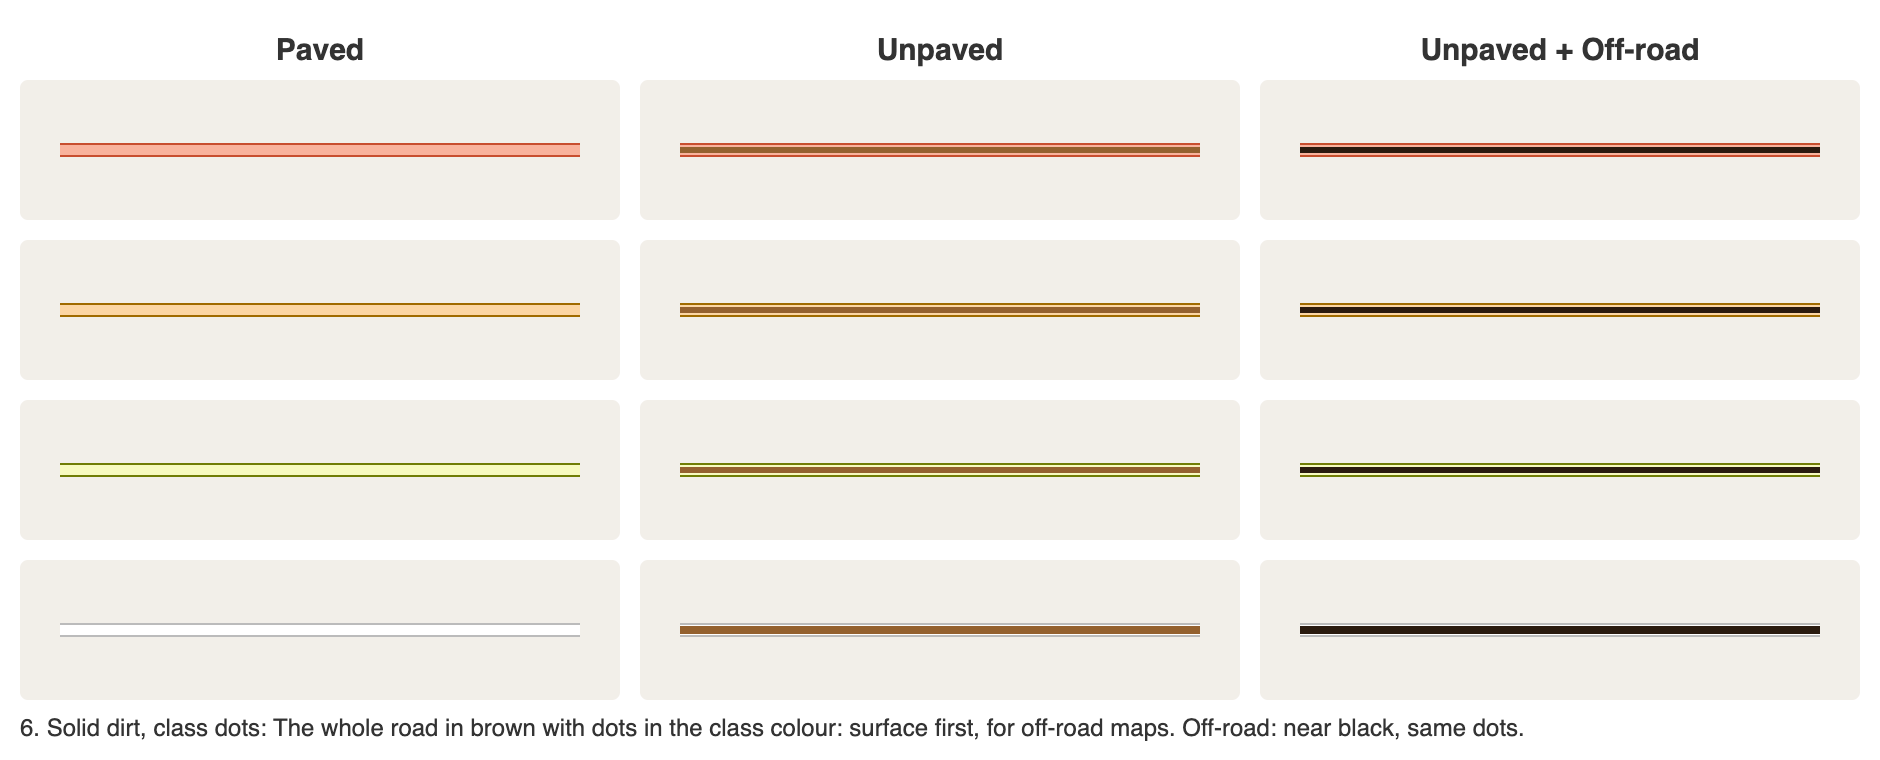 Paved
Unpaved
Unpaved + Off-road
6. Solid dirt, class dots: The whole road in brown with dots in the class colour: surface first, for off-road maps. Off-road: near black, same dots.